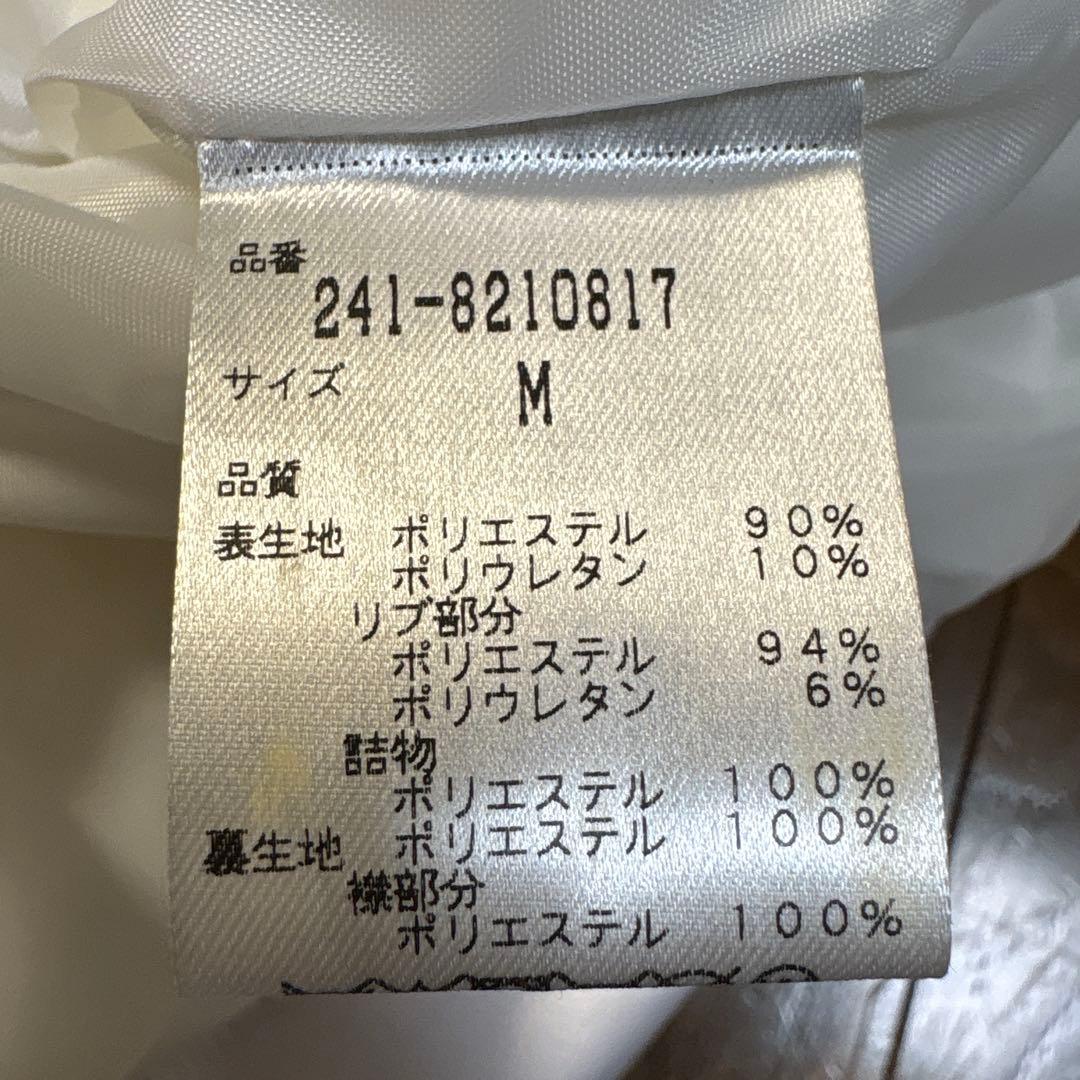 品番
241-8210817
サイズ M
品質
表生地 ポリエステル 90%
ポリウレタン 10%
リブ部分
ポリエステル 94%
ポリウレタン 6%
詰物
ポリエステル 100%
裏生地 ポリエステル 100%
襟部分
ポリエステル 100%